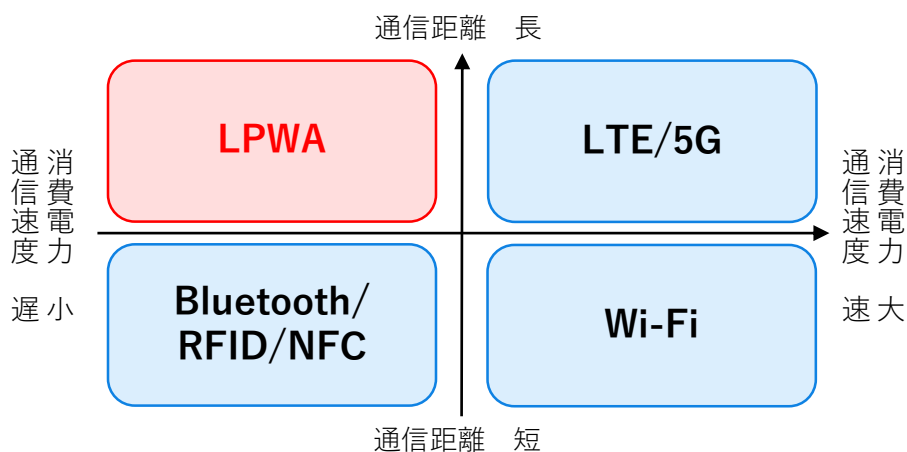 通信距離　長
LPWA
LTE/5G
消費電力　小
通信速度　遅
消費電力　大
通信速度　速
Bluetooth/
RFID/NFC
Wi-Fi
通信距離　短